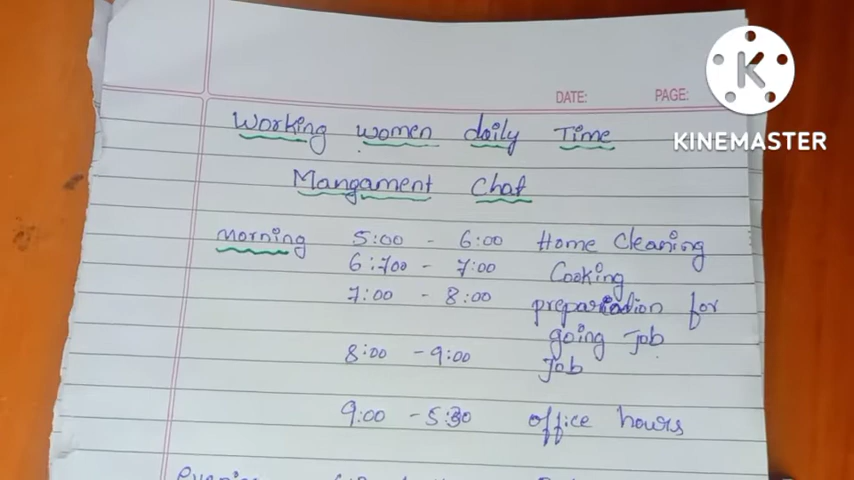 DATE: PAGE:
KINEMASTER
Working women daily Time
Mangament Chat
Morning 5:00 - 6:00 Home Cleaning
6:00 - 7:00 Cooking
7:00 - 8:00 preparation for
going Job
8:00 - 9:00 Job
9:00 - 5:30 office hours